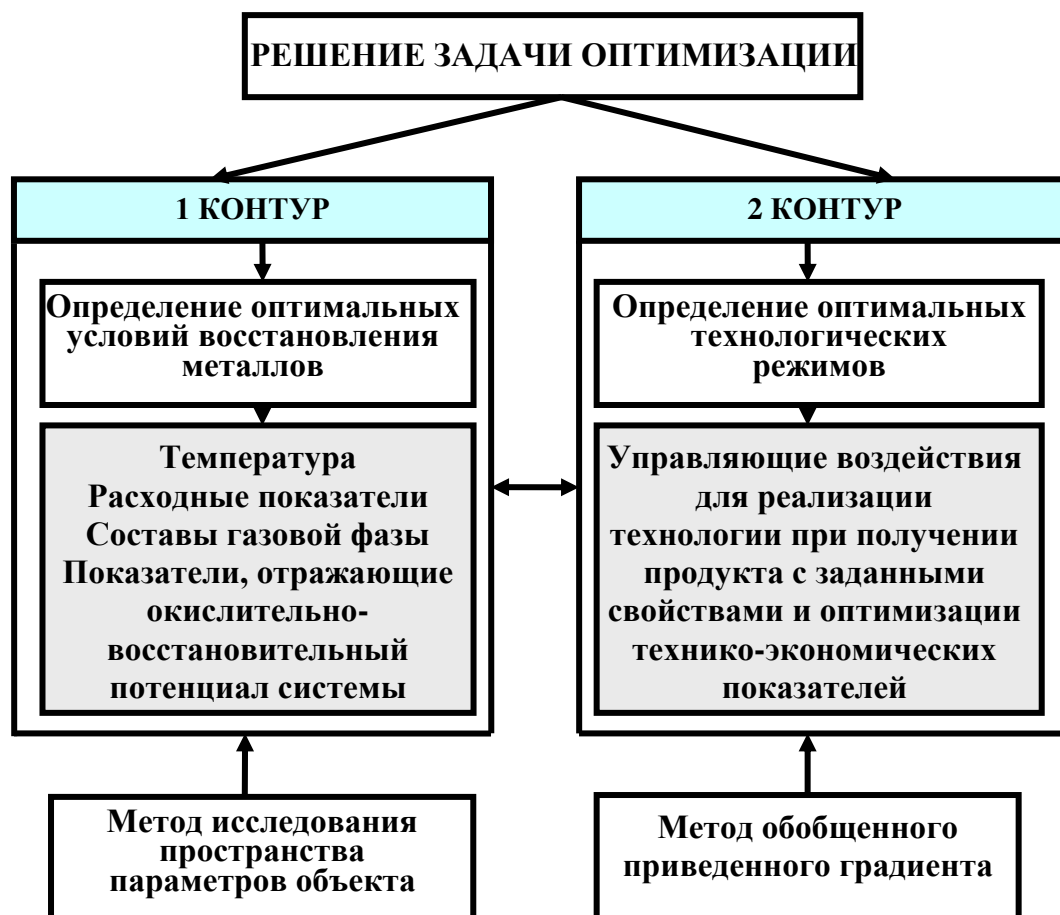 РЕШЕНИЕ ЗАДАЧИ ОПТИМИЗАЦИИ
1 КОНТУР
Определение оптимальных
условий восстановления
металлов
Температура
Расходные показатели
Составы газовой фазы
Показатели, отражающие
окислительно-
восстановительный
потенциал системы
Метод исследования
пространства
параметров объекта
2 КОНТУР
Определение оптимальных
технологических
режимов
Управляющие воздействия
для реализации
технологии при получении
продукта с заданными
свойствами и оптимизации
технико-экономических
показателей
Метод обобщенного
приведенного градиента